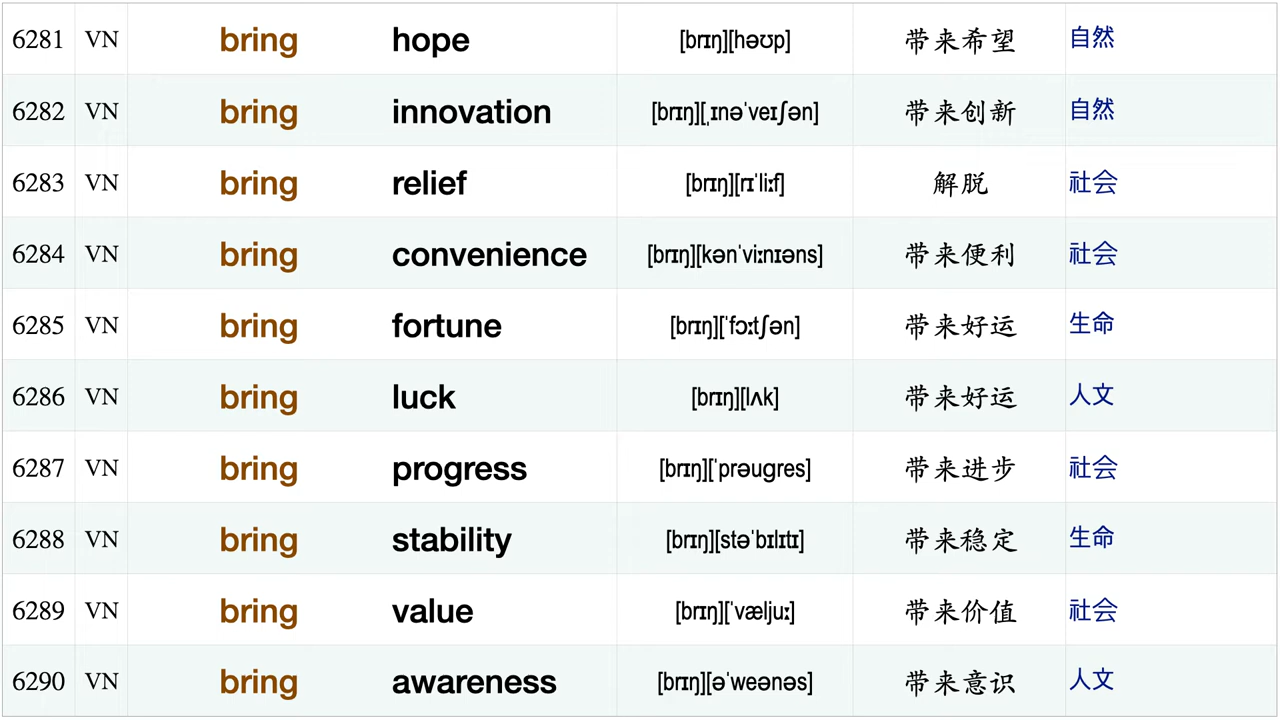 6281 VN bring hope [brɪŋ][həʊp] 带来希望 自然
6282 VN bring innovation [brɪŋ][ˌɪnəˈveɪʃən] 带来创新 自然
6283 VN bring relief [brɪŋ][rɪˈliːf] 解脱 社会
6284 VN bring convenience [brɪŋ][kənˈviːnɪəns] 带来便利 社会
6285 VN bring fortune [brɪŋ][ˈfɔːtʃən] 带来好运 生命
6286 VN bring luck [brɪŋ][lʌk] 带来好运 人文
6287 VN bring progress [brɪŋ][ˈprəugres] 带来进步 社会
6288 VN bring stability [brɪŋ][stəˈbɪlɪtɪ] 带来稳定 生命
6289 VN bring value [brɪŋ][ˈvæljuː] 带来价值 社会
6290 VN bring awareness [brɪŋ][əˈweənəs] 带来意识 人文